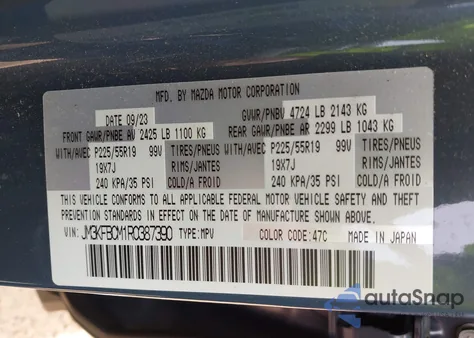 MFD. BY MAZDA MOTOR CORPORATION
DATE 09/23 GVWR/PNBV 4724 LB 2143 KG
FRONT GAWR/PNBE AV 2425 LB 1100 KG REAR GAWR/PNBE AR 2299 LB 1043 KG
WITH/AVEC P225/55R19 99V TIRES/PNEUS WITH/AVEC P225/55R19 99V TIRES/PNEUS
19X7J RIMS/JANTES 19X7J RIMS/JANTES
240 KPA/35 PSI COLD/A FROID 240 KPA/35 PSI COLD/A FROID
THIS VEHICLE CONFORMS TO ALL APPLICABLE FEDERAL MOTOR VEHICLE SAFETY AND THEFT
PREVENTION STANDARDS IN EFFECT ON THE DATE OF MANUFACTURE SHOWN ABOVE.
VIN: JM3KFBCM1R0387390 TYPE:MPV COLOR CODE:47C MADE IN JAPAN
autoSnap